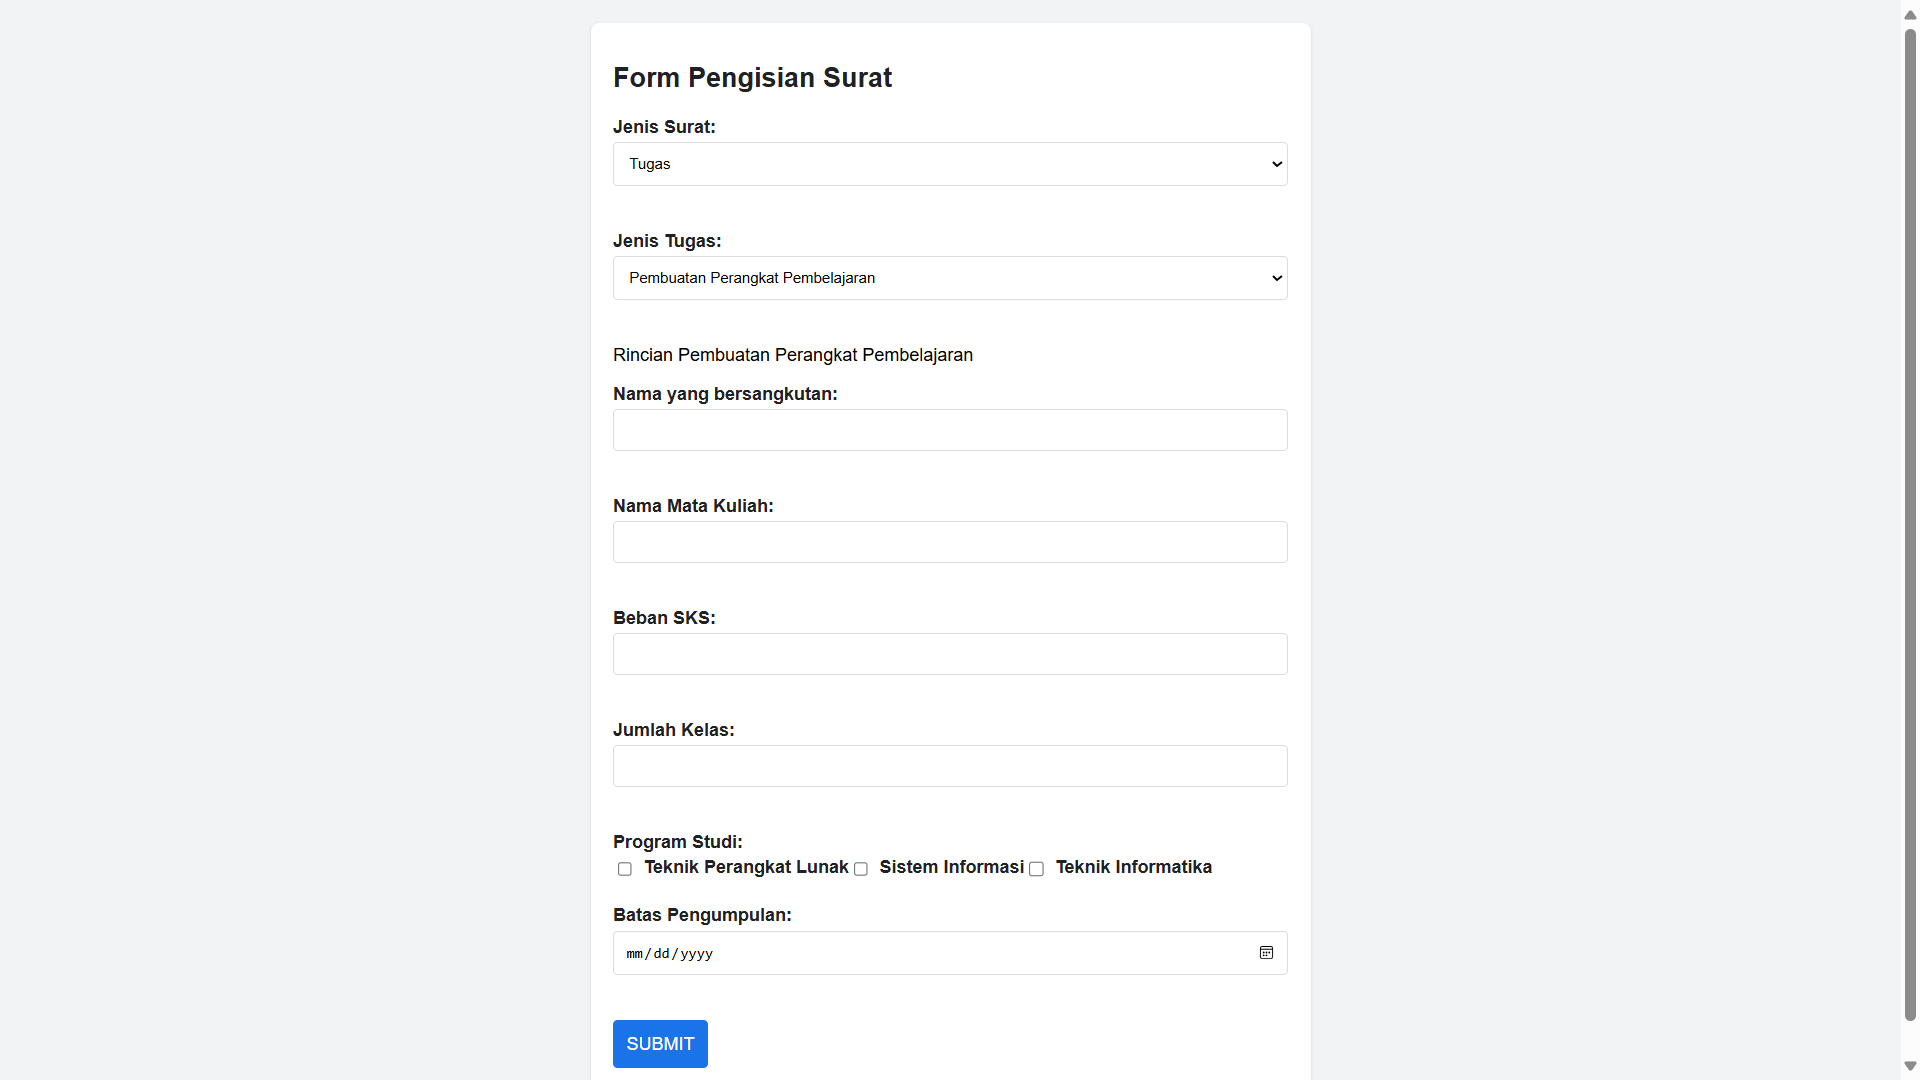 Form Pengisian Surat
Jenis Surat:
Tugas
Jenis Tugas:
Pembuatan Perangkat Pembelajaran
Rincian Pembuatan Perangkat Pembelajaran
Nama yang bersangkutan:
Nama Mata Kuliah:
Beban SKS:
Jumlah Kelas:
Program Studi:
Teknik Perangkat Lunak Sistem Informasi Teknik Informatika
Batas Pengumpulan:
mm/dd/yyyy
SUBMIT